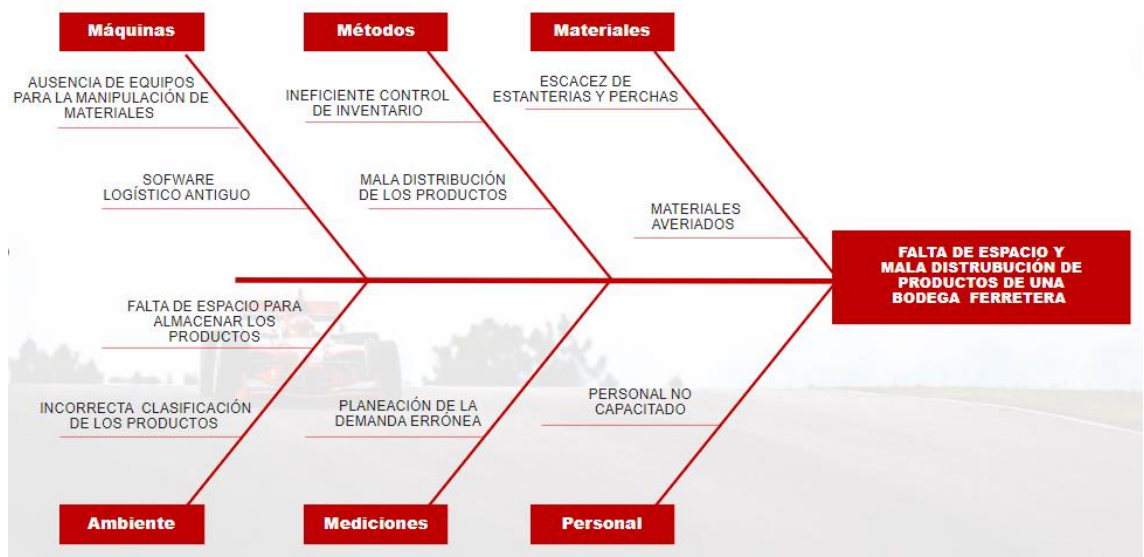 Máquinas
Métodos
Materiales
AUSENCIA DE EQUIPOS
PARA LA MANIPULACIÓN DE
MATERIALES
INEFICIENTE CONTROL
DE INVENTARIO
ESCACEZ DE
ESTANTERIAS Y PERCHAS
SOFWARE
LOGÍSTICO ANTIGUO
MALA DISTRIBUCIÓN
DE LOS PRODUCTOS
MATERIALES
AVERIADOS
FALTA DE ESPACIO Y
MALA DISTRUBUCIÓN DE
PRODUCTOS DE UNA
BODEGA FERRETERA
FALTA DE ESPACIO PARA
ALMACENAR LOS
PRODUCTOS
INCORRECTA CLASIFICACIÓN
DE LOS PRODUCTOS
PLANEACIÓN DE LA
DEMANDA ERRÓNEA
PERSONAL NO
CAPACITADO
Ambiente
Mediciones
Personal